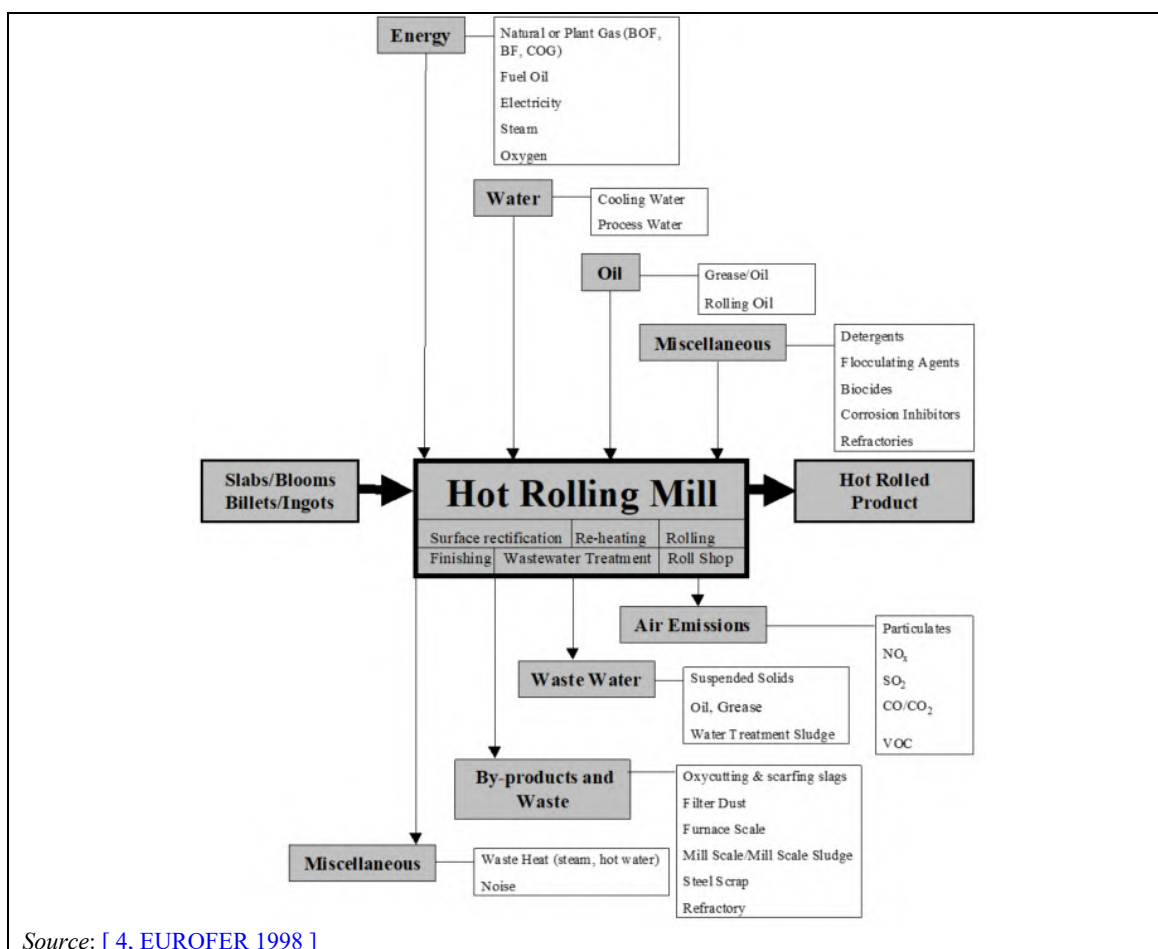 Energy
Natural or Plant Gas (BOF,
BF, COG)
Fuel Oil
Electricity
Steam
Oxygen
Water
Cooling Water
Process Water
Oil
Grease/Oil
Rolling Oil
Miscellaneous
Detergents
Flocculating Agents
Biocides
Corrosion Inhibitors
Refractories
Slabs/Blooms
Billets/Ingots
Hot Rolling Mill
Surface rectification Re-heating Rolling
Finishing Wastewater Treatment Roll Shop
Hot Rolled
Product
Air Emissions
Particulates
NOx
SO2
CO/CO2
VOC
Waste Water
Suspended Solids
Oil, Grease
Water Treatment Sludge
By-products and
Waste
Oxycutting & scarfing slags
Filter Dust
Furnace Scale
Mill Scale/Mill Scale Sludge
Steel Scrap
Refractory
Miscellaneous
Waste Heat (steam, hot water)
Noise
Source: [ 4, EUROFER 1998 ]